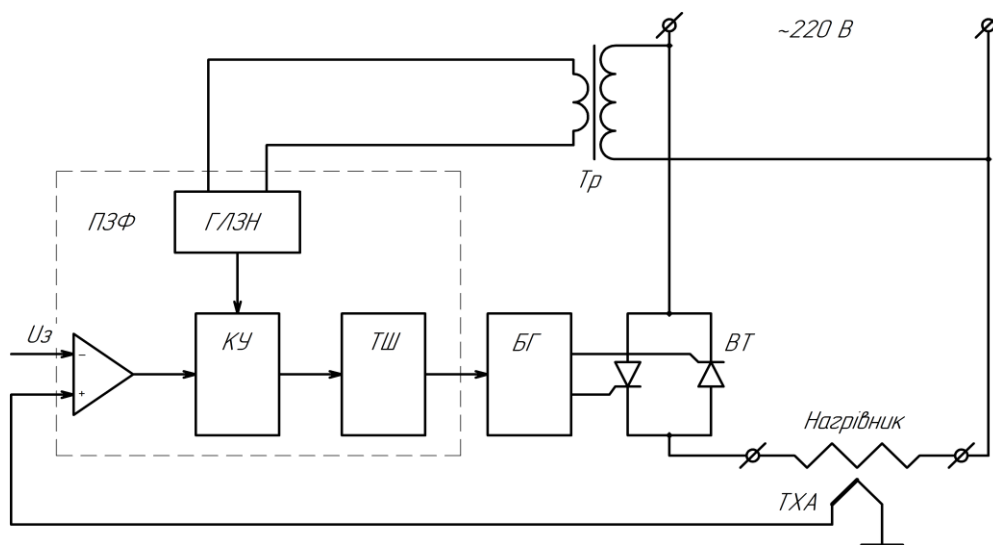 ~220 В
Тр
ПЗФ
ГЛЗН
Uз
КУ
ТШ
БГ
ВТ
−
+
Нагрівник
ТХА